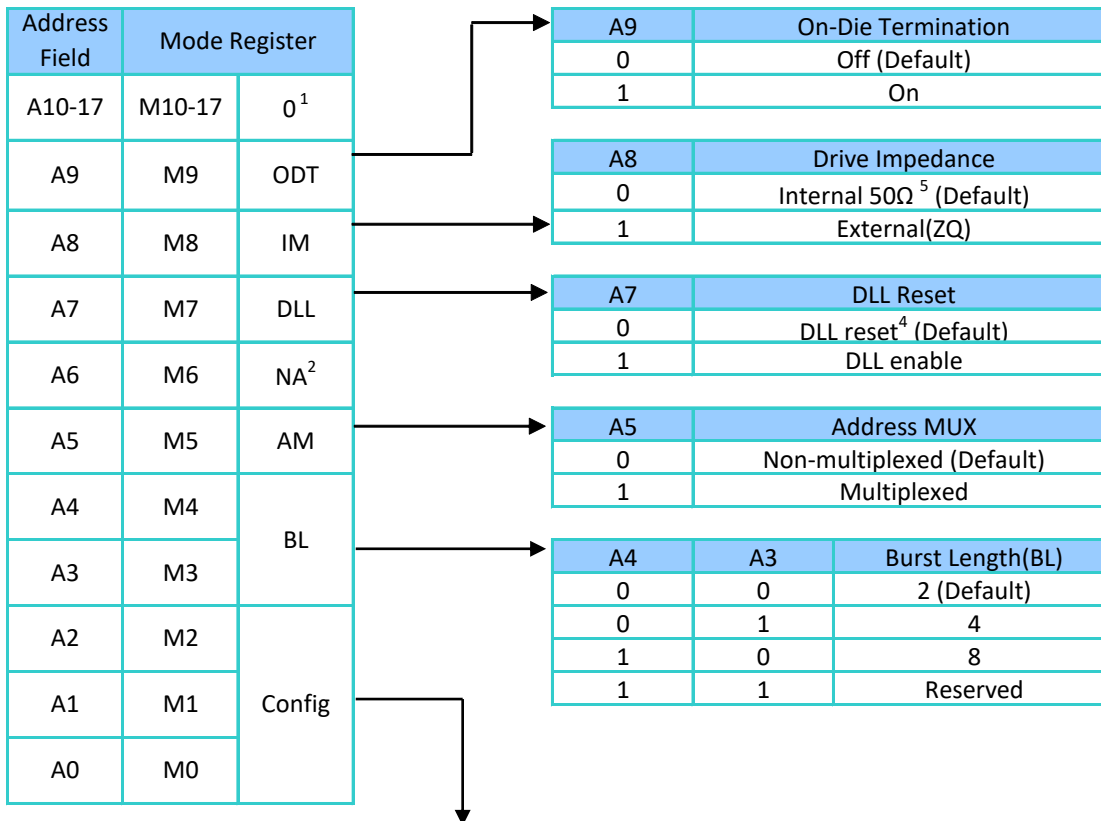 Address Field Mode Register
A10-17 M10-17 0¹
A9 M9 ODT
A8 M8 IM
A7 M7 DLL
A6 M6 NA²
A5 M5 AM
A4 M4 BL
A3 M3
A2 M2 Config
A1 M1
A0 M0
A9 On-Die Termination
0 Off (Default)
1 On
A8 Drive Impedance
0 Internal 50Ω ⁵ (Default)
1 External(ZQ)
A7 DLL Reset
0 DLL reset⁴ (Default)
1 DLL enable
A5 Address MUX
0 Non-multiplexed (Default)
1 Multiplexed
A4 A3 Burst Length(BL)
0 0 2 (Default)
0 1 4
1 0 8
1 1 Reserved